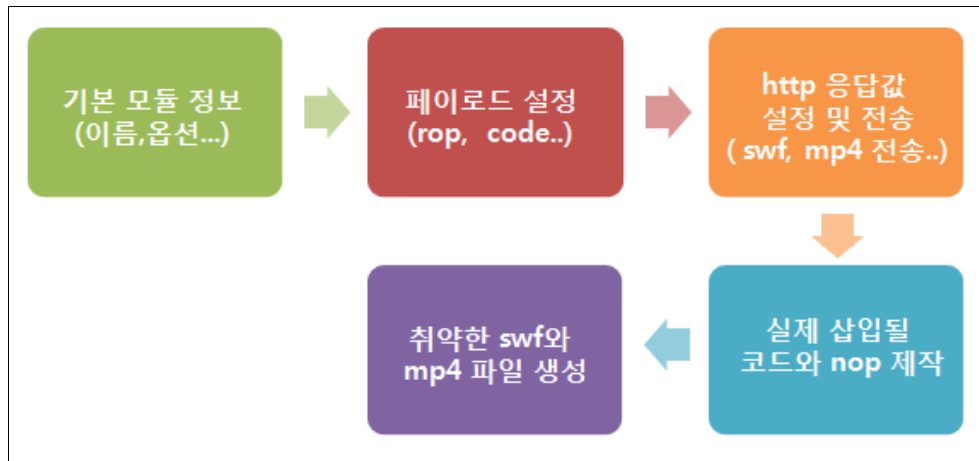 기본 모듈 정보
(이름,옵션...)
페이로드 설정
(rop, code..)
http 응답값
설정 및 전송
( swf, mp4 전송..)
실제 삽입될
코드와 nop 제작
취약한 swf와
mp4 파일 생성